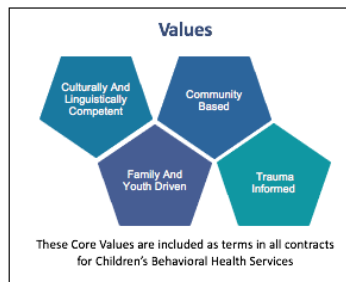 Values
Culturally And
Linguistically
Competent
Community
Based
Family And
Youth Driven
Trauma
Informed
These Core Values are included as terms in all contracts
for Children's Behavioral Health Services